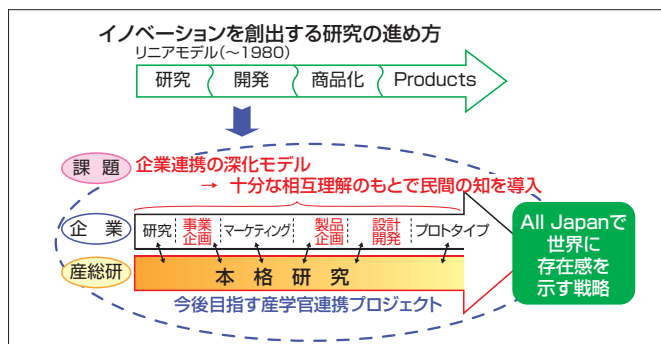 イノベーションを創出する研究の進め方
リニアモデル(～1980)
研究 開発 商品化 Products
課 題
企業連携の深化モデル
→ 十分な相互理解のもとで民間の知を導入
企 業
研究 事業企画 マーケティング 製品企画 設計開発 プロトタイプ
産総研
本 格 研 究
今後目指す産学官連携プロジェクト
All Japanで
世界に
存在感を
示す戦略